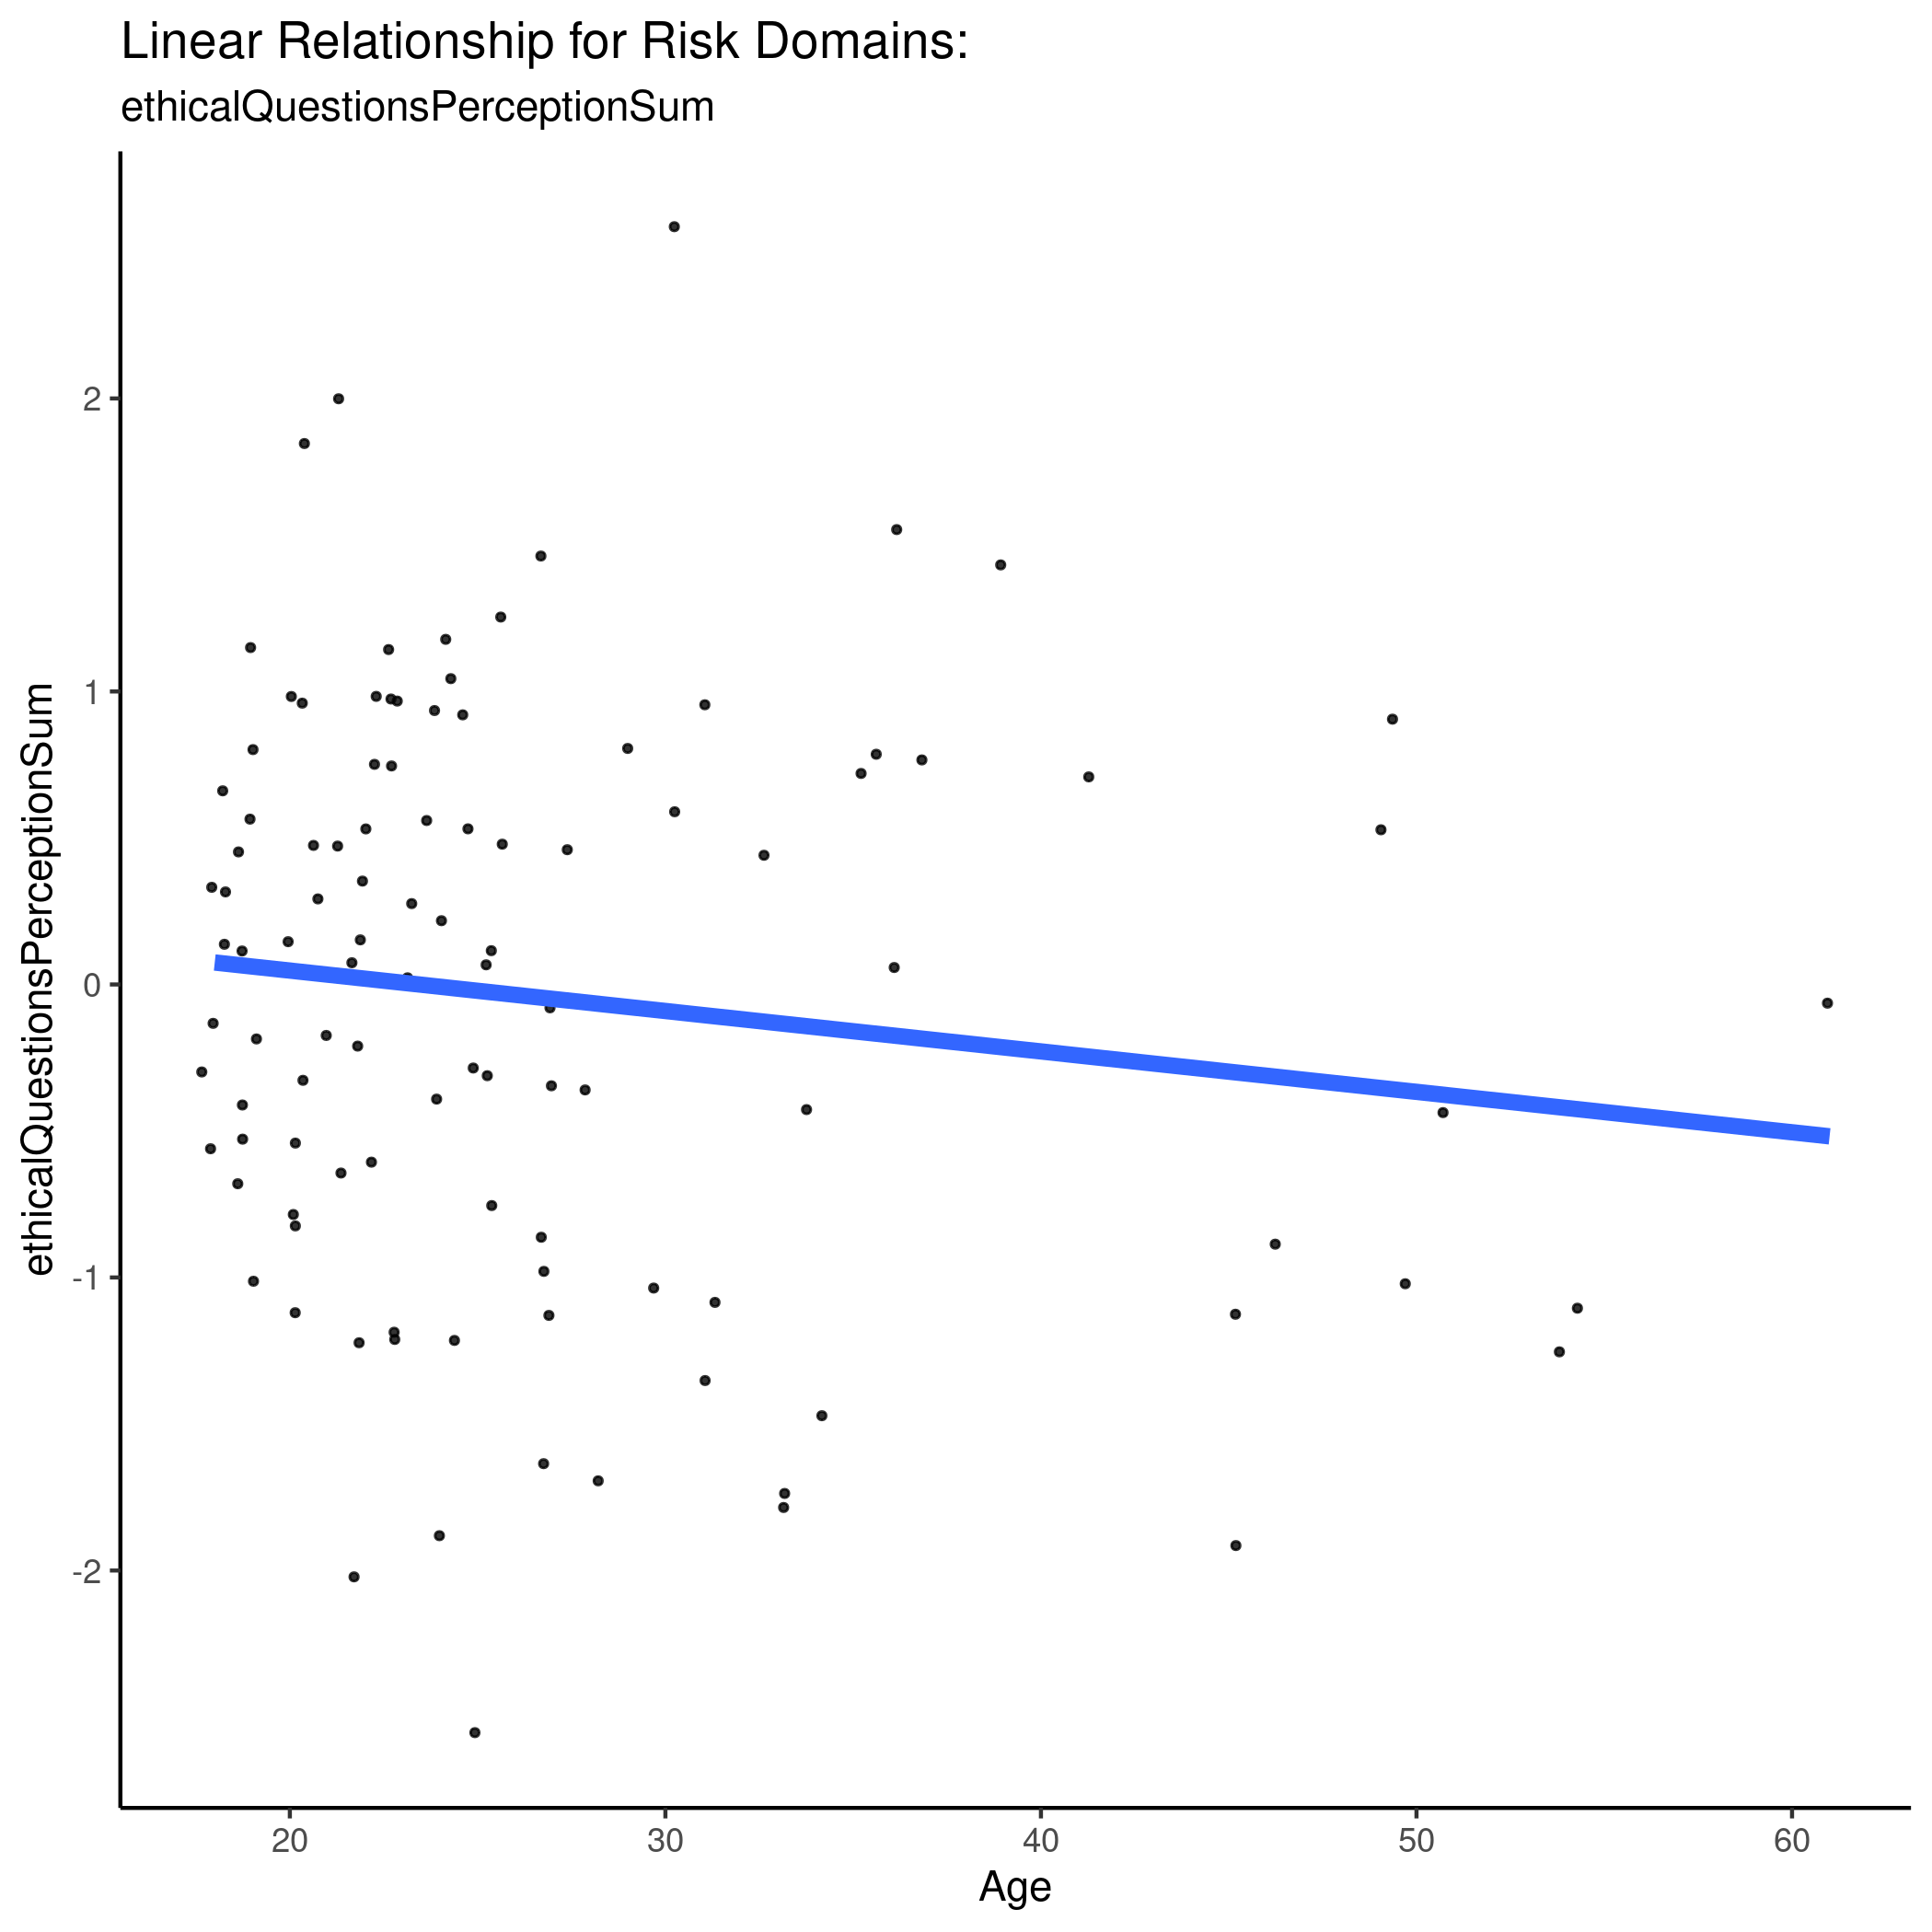 Linear Relationship for Risk Domains:
ethicalQuestionsPerceptionSum
ethicalQuestionsPerceptionSum
2
1
0
-1
-2
20
30
40
50
60
Age